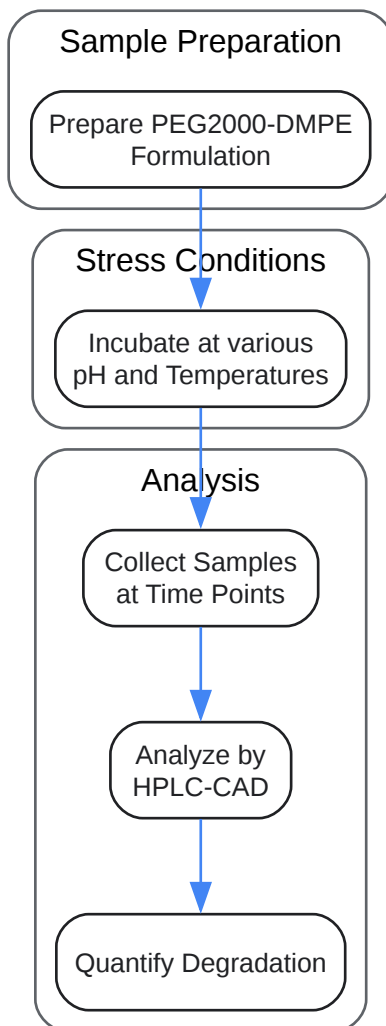 Sample Preparation
Prepare PEG2000-DMPE
Formulation
Stress Conditions
Incubate at various
pH and Temperatures
Analysis
Collect Samples
at Time Points
Analyze by
HPLC-CAD
Quantify Degradation